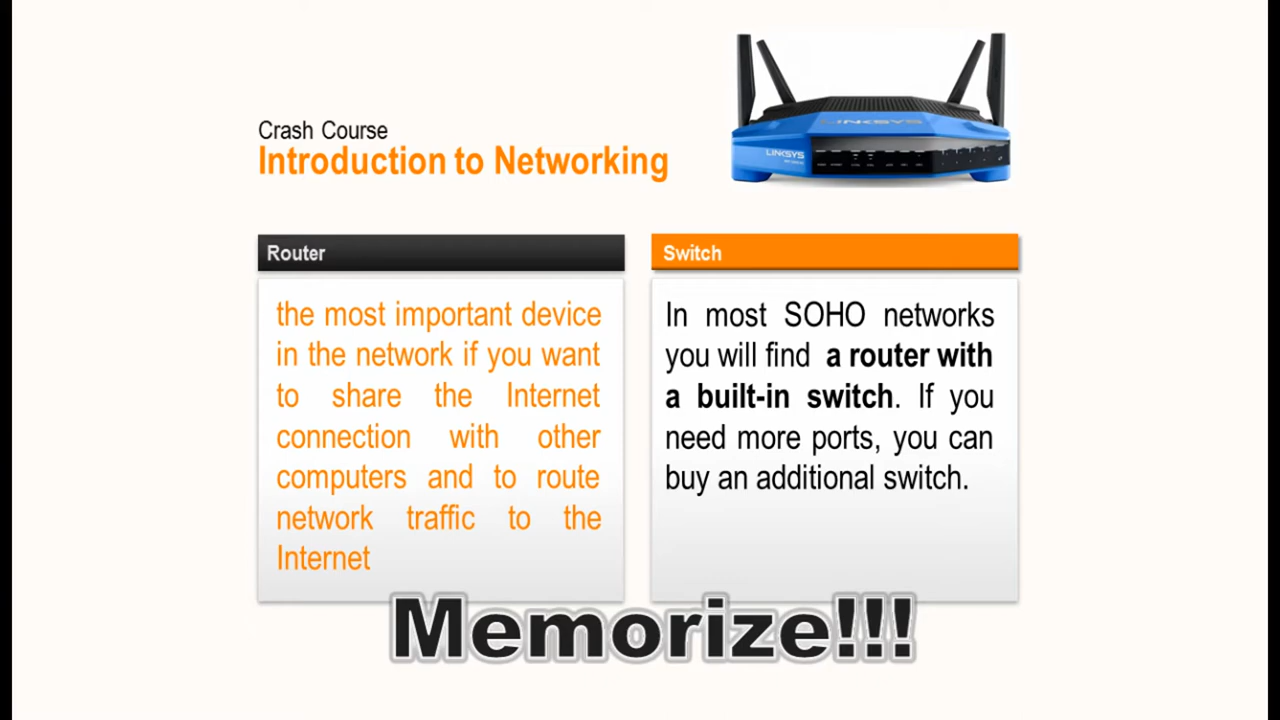 Crash Course
Introduction to Networking
LINKSYS
LINKSYS
Router
the most important device
in the network if you want
to share the Internet
connection with other
computers and to route
network traffic to the
Internet
Switch
In most SOHO networks
you will find a router with
a built-in switch. If you
need more ports, you can
buy an additional switch.
Memorize!!!